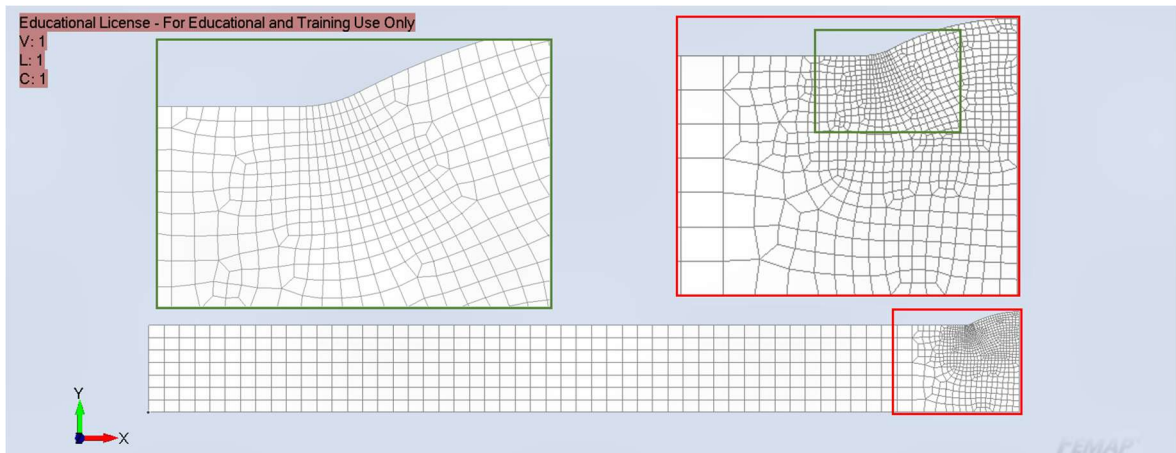 Educational License - For Educational and Training Use Only
V: 1
L: 1
C: 1
Y
X
FEMAP